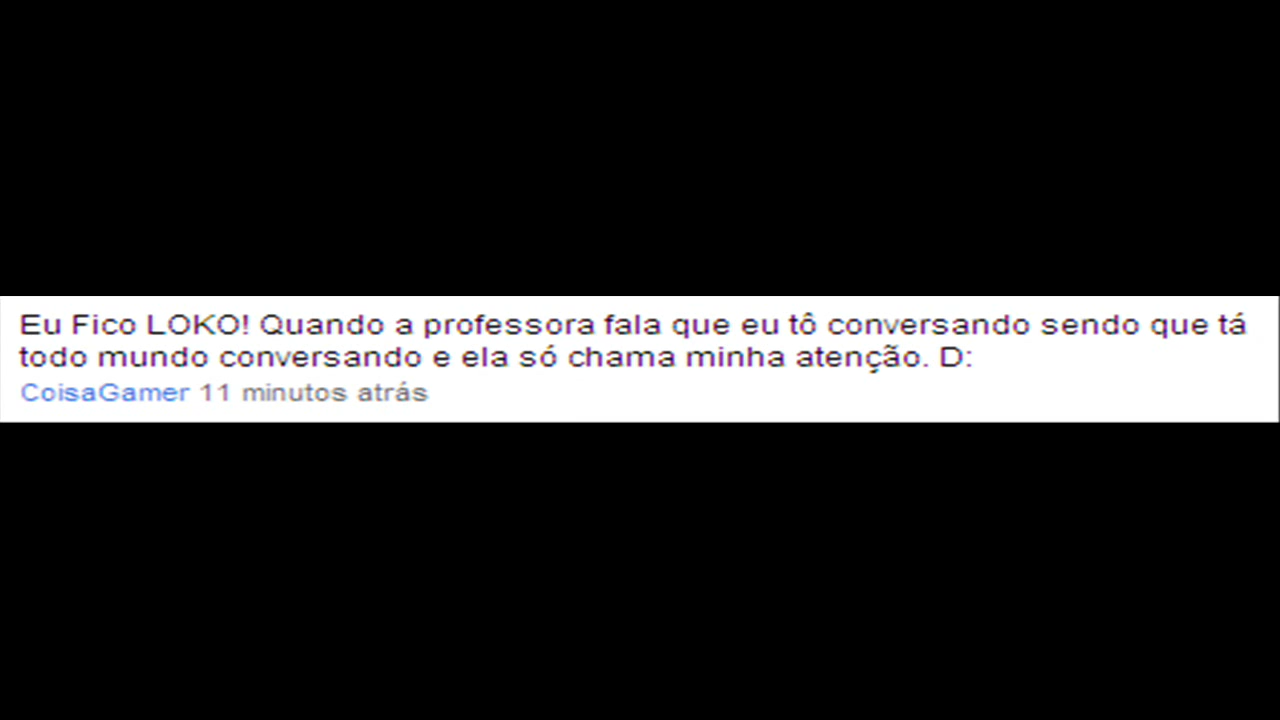 Eu Fico LOKO! Quando a professora fala que eu tô conversando sendo que tá
todo mundo conversando e ela só chama minha atenção. D:
CoisaGamer 11 minutos atrás